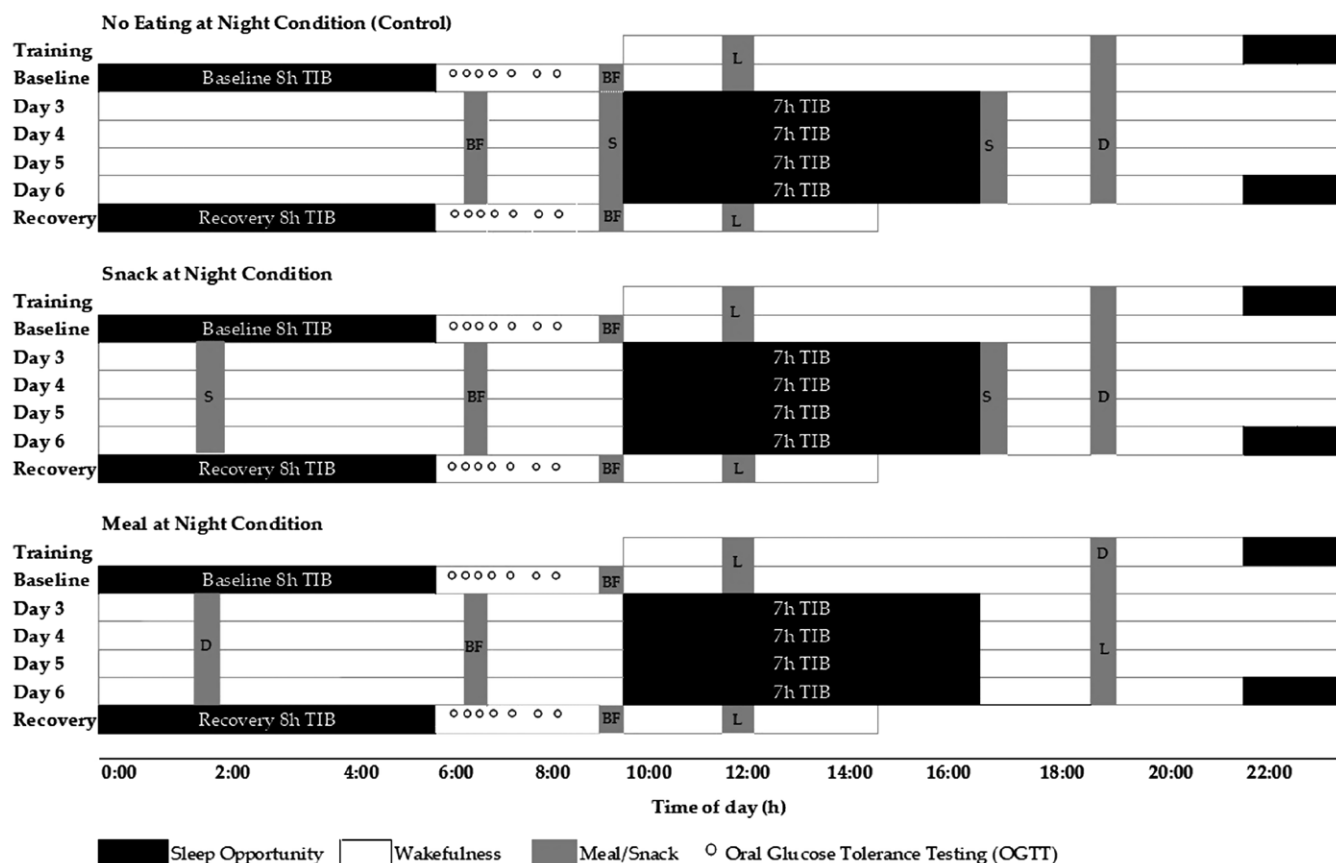 No Eating at Night Condition (Control)
Training
L
Baseline Baseline 8h TIB BF
Day 3 7h TIB
Day 4 BF S 7h TIB S D
Day 5 7h TIB
Day 6 7h TIB
Recovery Recovery 8h TIB BF L
Snack at Night Condition
Training
L
Baseline Baseline 8h TIB BF
Day 3 7h TIB
Day 4 S BF 7h TIB S D
Day 5 7h TIB
Day 6 7h TIB
Recovery Recovery 8h TIB BF L
Meal at Night Condition
Training D
L
Baseline Baseline 8h TIB BF
Day 3 7h TIB
Day 4 7h TIB
D BF L
Day 5 7h TIB
Day 6 7h TIB
Recovery Recovery 8h TIB BF L
0:00 2:00 4:00 6:00 8:00 10:00 12:00 14:00 16:00 18:00 20:00 22:00
Time of day (h)
Sleep Opportunity Wakefulness Meal/Snack Oral Glucose Tolerance Testing (OGTT)